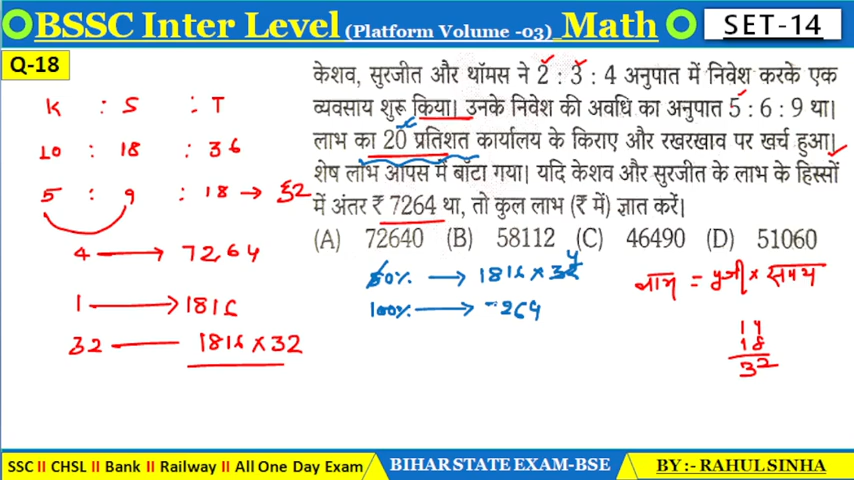 BSSC Inter Level (Platform Volume -03) Math
SET-14
Q-18
केशव, सुरजीत और थॉमस ने 2 : 3 : 4 अनुपात में निवेश करके एक
व्यवसाय शुरू किया। उनके निवेश की अवधि का अनुपात 5 : 6 : 9 था।
लाभ का 20 प्रतिशत कार्यालय के किराए और रखरखाव पर खर्च हुआ।
शेष लाभ आपस में बाँटा गया। यदि केशव और सुरजीत के लाभ के हिस्सों
में अंतर ₹ 7264 था, तो कुल लाभ (₹ में) ज्ञात करें।
(A) 72640 (B) 58112 (C) 46490 (D) 51060
K : S : T
10 : 18 : 36
5 : 9 : 18 → 32
4 → 7264
1 → 1816
32 — 1816 × 32
80% → 1816 × 32 4
100% → 7264
लाभ = पूंजी × समय
14
18
32
SSC II CHSL II Bank II Railway II All One Day Exam
BIHAR STATE EXAM-BSE
BY :- RAHUL SINHA